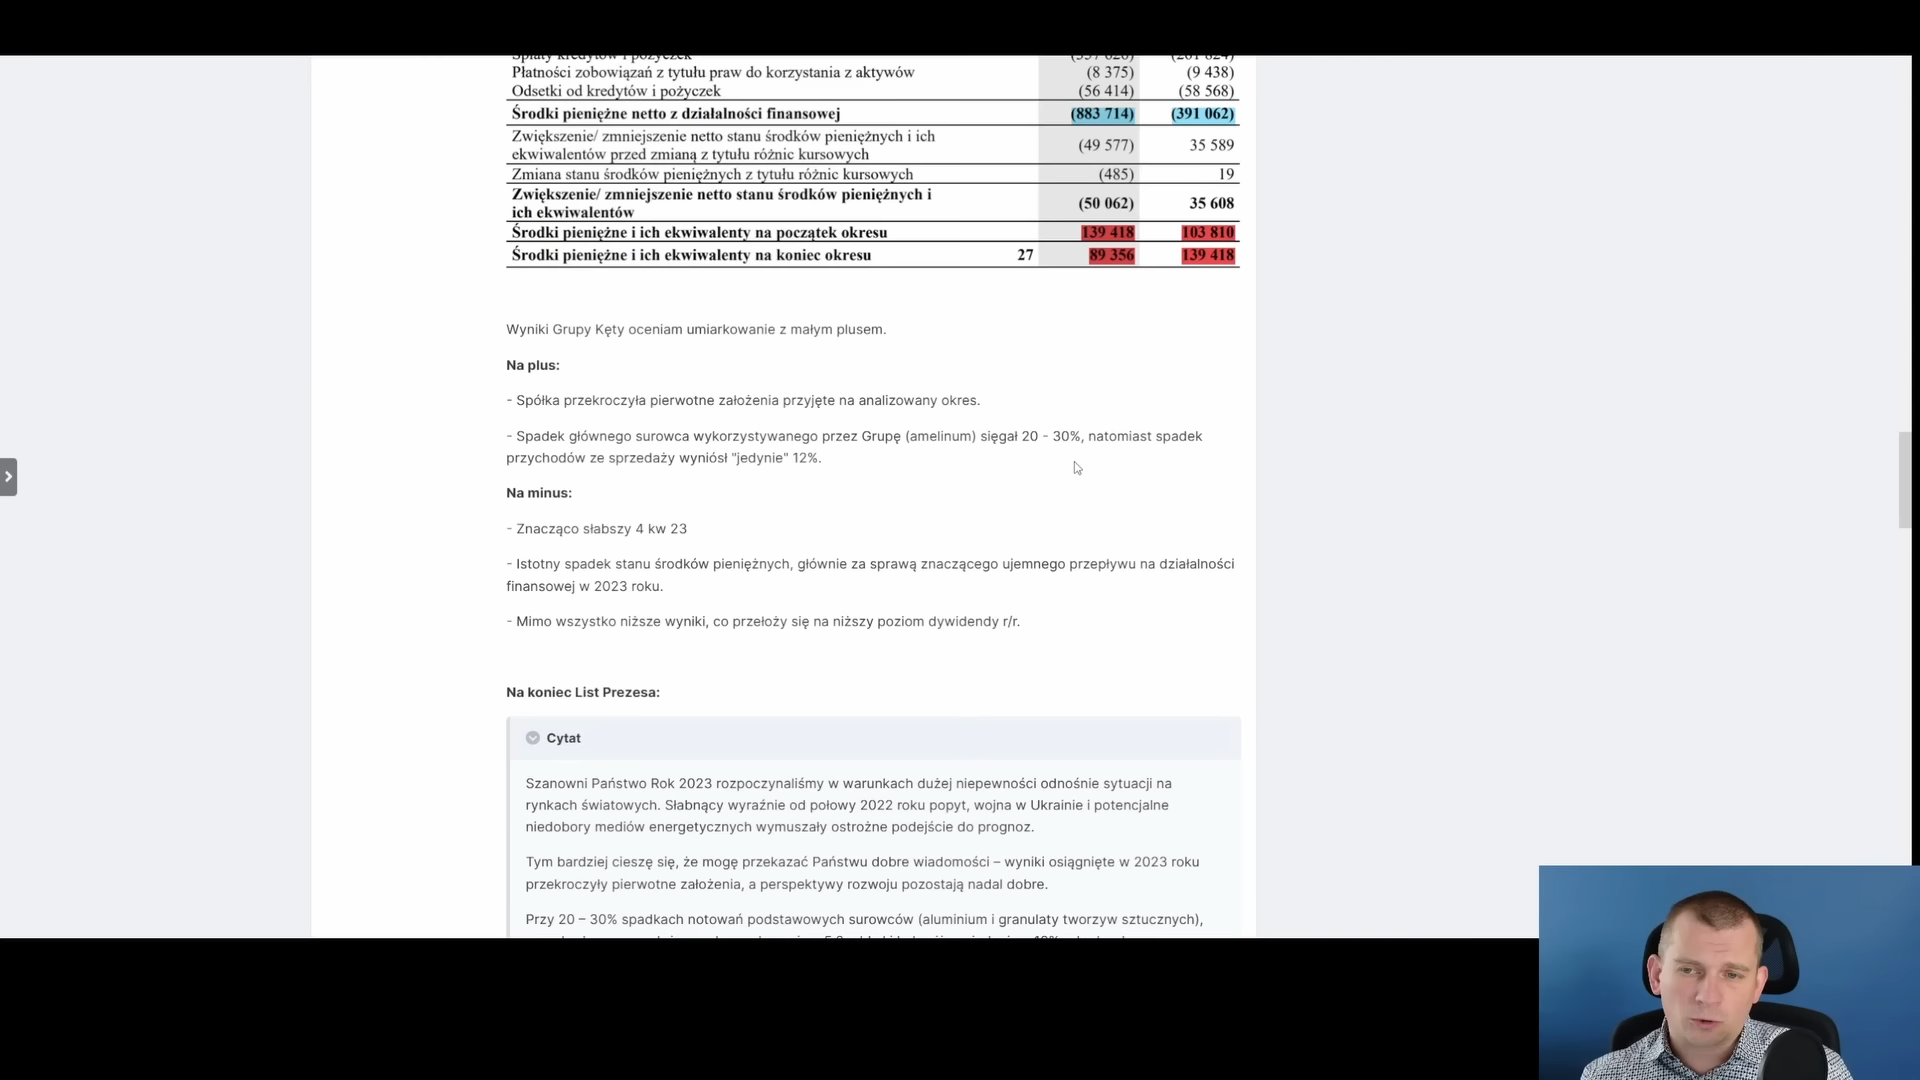 Spłaty kredytów i pożyczek
Płatności zobowiązań z tytułu praw do korzystania z aktywów (8 375) (9 438)
Odsetki od kredytów i pożyczek (56 414) (58 568)
Środki pieniężne netto z działalności finansowej (883 714) (391 062)
Zwiększenie/ zmniejszenie netto stanu środków pieniężnych i ich
ekwiwalentów przed zmianą z tytułu różnic kursowych (49 577) 35 589
Zmiana stanu środków pieniężnych z tytułu różnic kursowych (485) 19
Zwiększenie/ zmniejszenie netto stanu środków pieniężnych i
ich ekwiwalentów (50 062) 35 608
Środki pieniężne i ich ekwiwalenty na początek okresu 139 418 103 810
Środki pieniężne i ich ekwiwalenty na koniec okresu 27 89 356 139 418
Wyniki Grupy Kęty oceniam umiarkowanie z małym plusem.
Na plus:
- Spółka przekroczyła pierwotne założenia przyjęte na analizowany okres.
- Spadek głównego surowca wykorzystywanego przez Grupę (amelinum) sięgał 20 - 30%, natomiast spadek
przychodów ze sprzedaży wyniósł "jedynie" 12%.
Na minus:
- Znacząco słabszy 4 kw 23
- Istotny spadek stanu środków pieniężnych, głównie za sprawą znaczącego ujemnego przepływu na działalności
finansowej w 2023 roku.
- Mimo wszystko niższe wyniki, co przełoży się na niższy poziom dywidendy r/r.
Na koniec List Prezesa:
Cytat
Szanowni Państwo Rok 2023 rozpoczynaliśmy w warunkach dużej niepewności odnośnie sytuacji na
rynkach światowych. Słabnący wyraźnie od połowy 2022 roku popyt, wojna w Ukrainie i potencjalne
niedobory mediów energetycznych wymuszały ostrożne podejście do prognoz.
Tym bardziej cieszę się, że mogę przekazać Państwu dobre wiadomości – wyniki osiągnięte w 2023 roku
przekroczyły pierwotne założenia, a perspektywy rozwoju pozostają nadal dobre.
Przy 20 – 30% spadkach notowań podstawowych surowców (aluminium i granulaty tworzyw sztucznych),